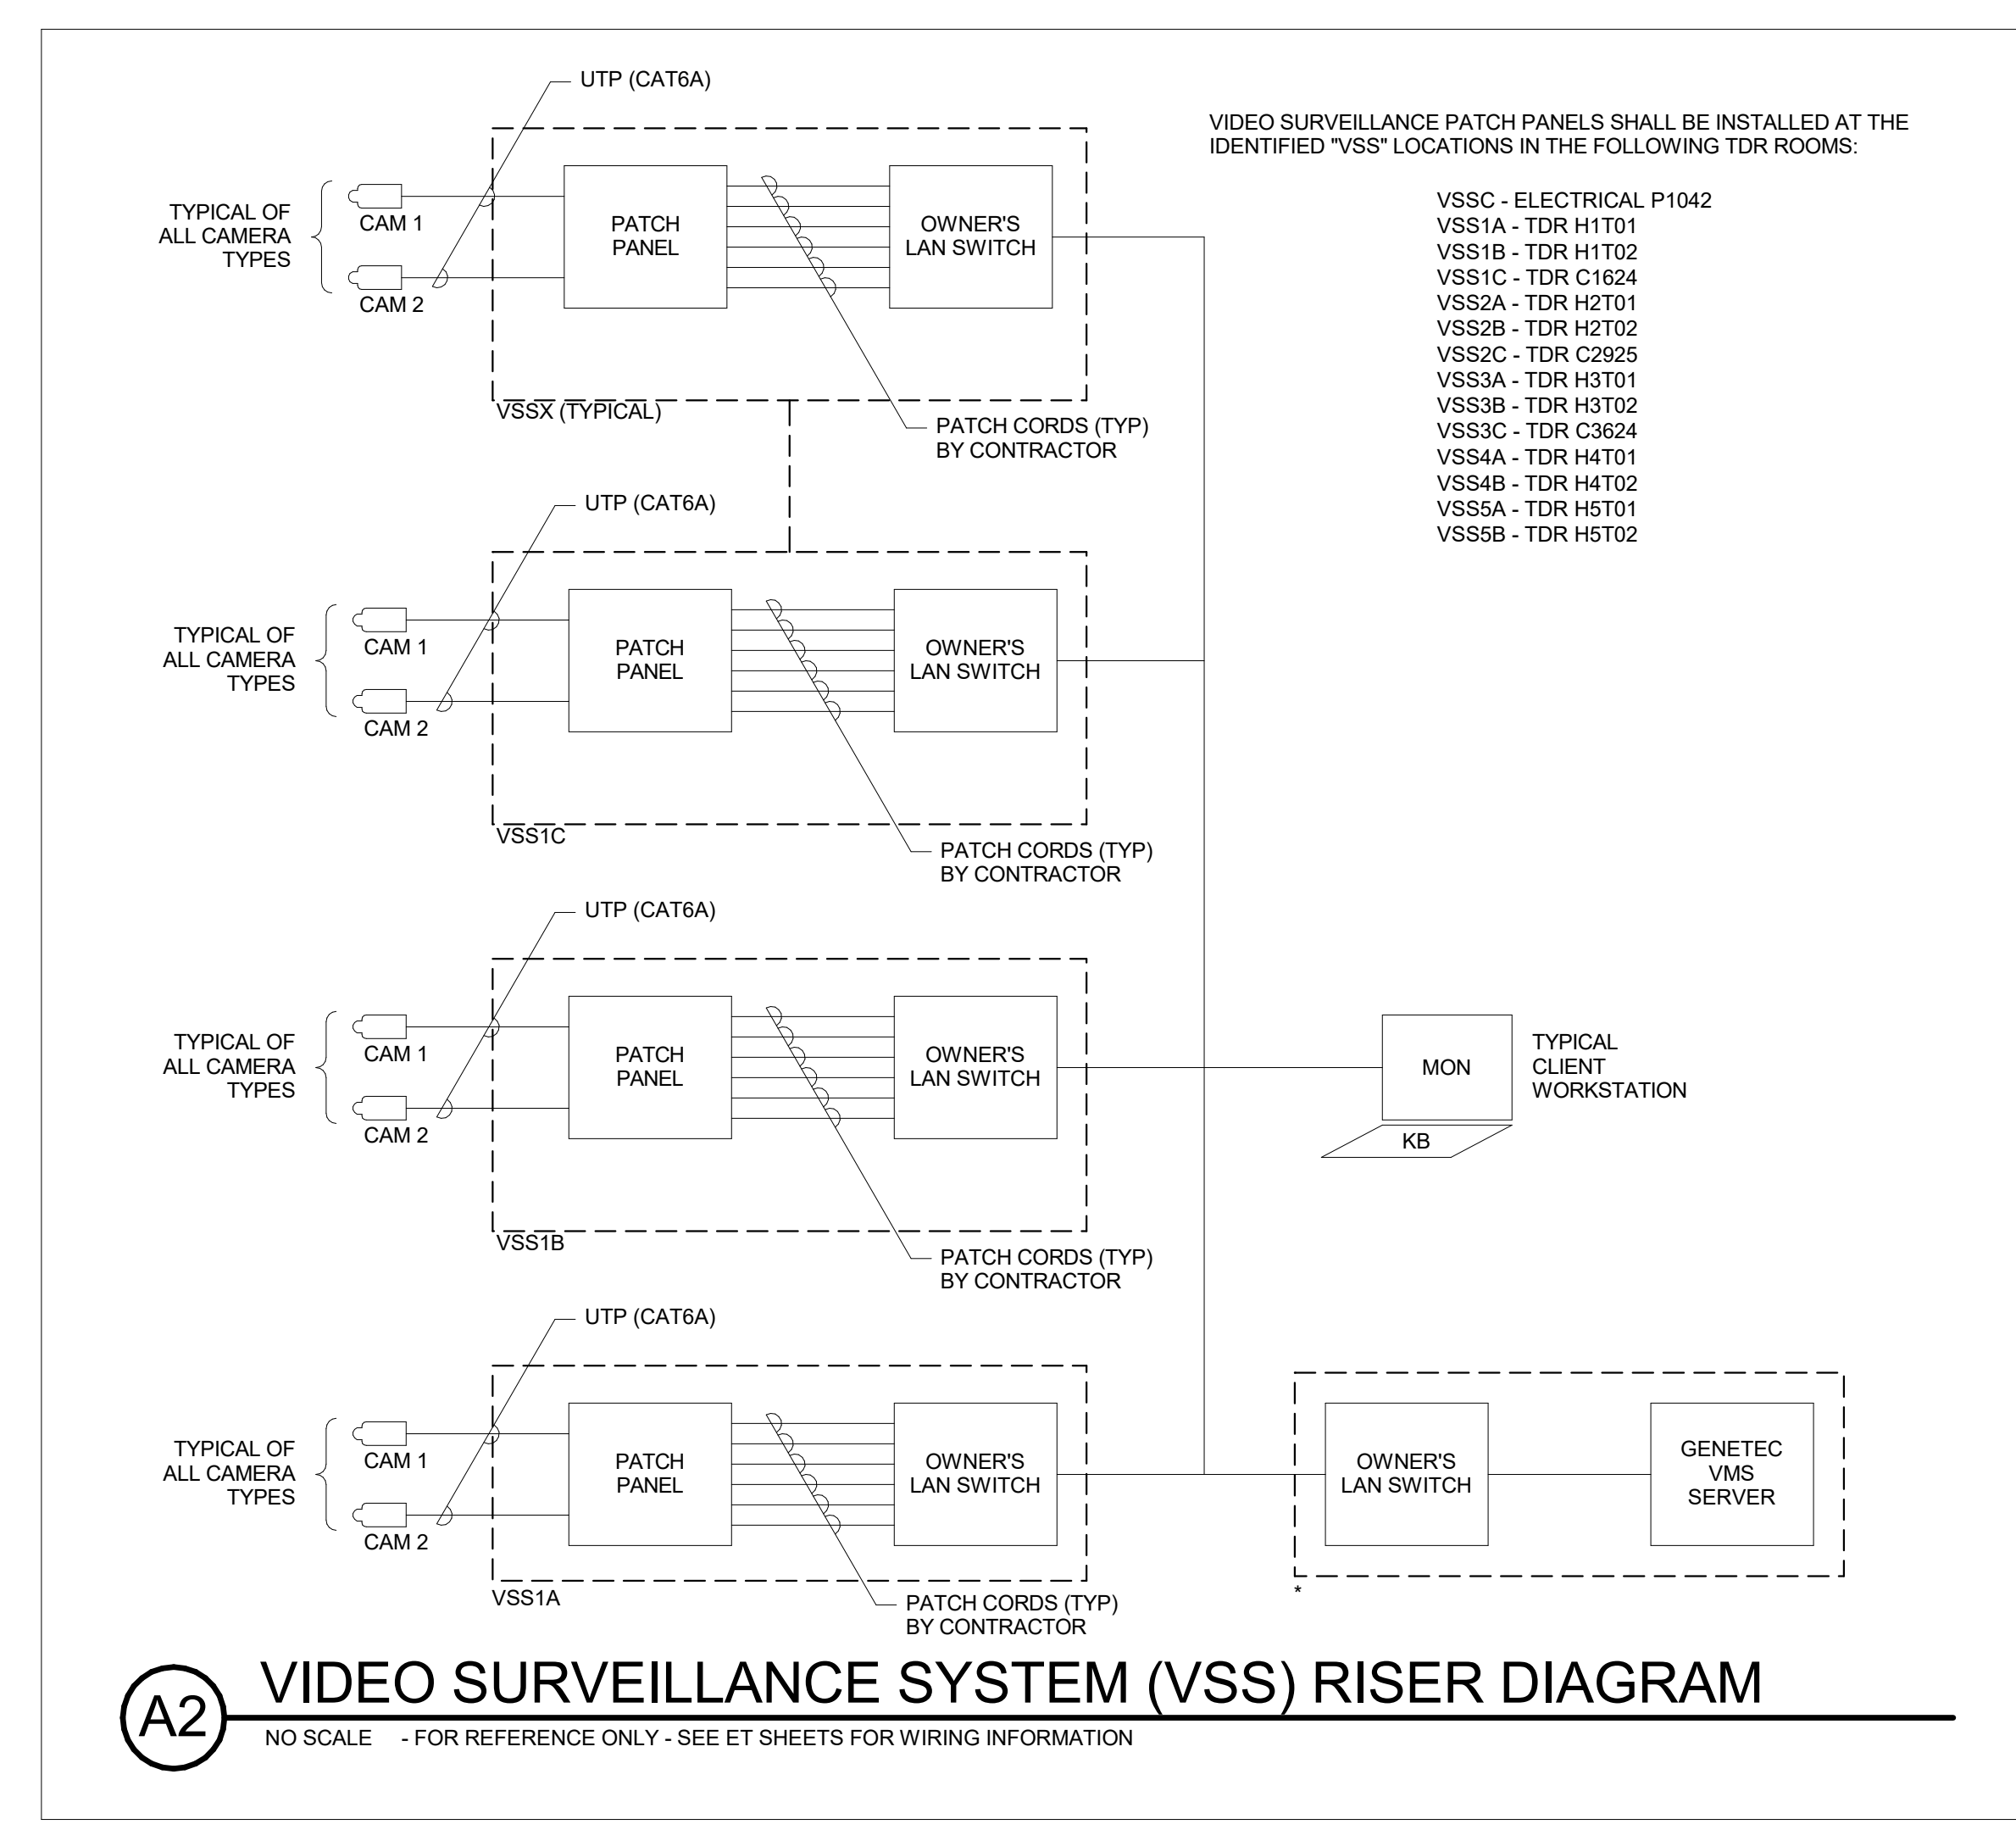 UTP (CAT6A)
VIDEO SURVEILLANCE PATCH PANELS SHALL BE INSTALLED AT THE
IDENTIFIED "VSS" LOCATIONS IN THE FOLLOWING TDR ROOMS:
VSSC - ELECTRICAL P1042
VSS1A - TDR H1T01
VSS1B - TDR H1T02
VSS1C - TDR C1624
VSS2A - TDR H2T01
VSS2B - TDR H2T02
VSS2C - TDR C2925
VSS3A - TDR H3T01
VSS3B - TDR H3T02
VSS3C - TDR C3624
VSS4A - TDR H4T01
VSS4B - TDR H4T02
VSS5A - TDR H5T01
VSS5B - TDR H5T02
TYPICAL OF
ALL CAMERA
TYPES
CAM 1
CAM 2
PATCH
PANEL
OWNER'S
LAN SWITCH
VSSX (TYPICAL)
PATCH CORDS (TYP)
BY CONTRACTOR
UTP (CAT6A)
TYPICAL OF
ALL CAMERA
TYPES
CAM 1
CAM 2
PATCH
PANEL
OWNER'S
LAN SWITCH
VSS1C
PATCH CORDS (TYP)
BY CONTRACTOR
UTP (CAT6A)
TYPICAL OF
ALL CAMERA
TYPES
CAM 1
CAM 2
PATCH
PANEL
OWNER'S
LAN SWITCH
MON
KB
TYPICAL
CLIENT
WORKSTATION
VSS1B
PATCH CORDS (TYP)
BY CONTRACTOR
UTP (CAT6A)
TYPICAL OF
ALL CAMERA
TYPES
CAM 1
CAM 2
PATCH
PANEL
OWNER'S
LAN SWITCH
OWNER'S
LAN SWITCH
GENETEC
VMS
SERVER
*
VSS1A
PATCH CORDS (TYP)
BY CONTRACTOR
A2
VIDEO SURVEILLANCE SYSTEM (VSS) RISER DIAGRAM
NO SCALE - FOR REFERENCE ONLY - SEE ET SHEETS FOR WIRING INFORMATION